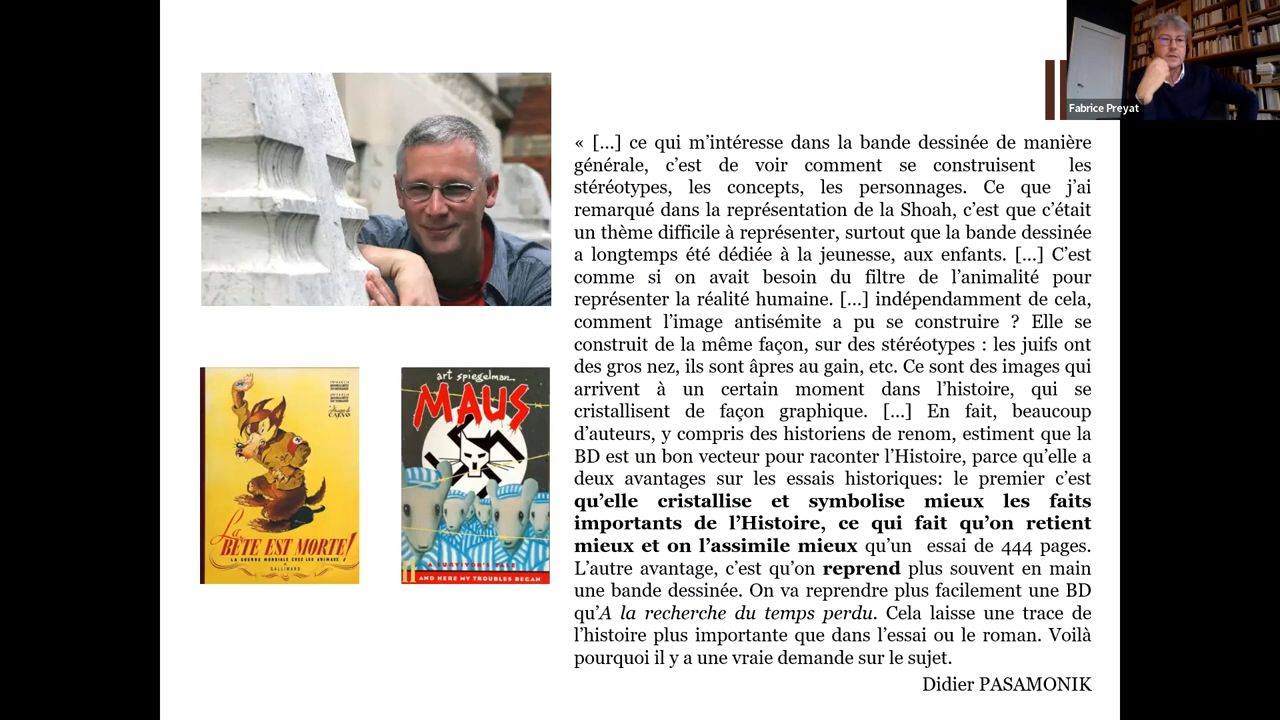 Fabrice Preyat
« [...] ce qui m’intéresse dans la bande dessinée de manière
générale, c’est de voir comment se construisent les
stéréotypes, les concepts, les personnages. Ce que j’ai
remarqué dans la représentation de la Shoah, c’est que c’était
un thème difficile à représenter, surtout que la bande dessinée
a longtemps été dédiée à la jeunesse, aux enfants. [...] C’est
comme si on avait besoin du filtre de l’animalité pour
représenter la réalité humaine. [...] indépendamment de cela,
comment l’image antisémite a pu se construire ? Elle se
construit de la même façon, sur des stéréotypes : les juifs ont
des gros nez, ils sont âpres au gain, etc. Ce sont des images qui
arrivent à un certain moment dans l’histoire, qui se
cristallisent de façon graphique. [...] En fait, beaucoup
d’auteurs, y compris des historiens de renom, estiment que la
BD est un bon vecteur pour raconter l’Histoire, parce qu’elle a
deux avantages sur les essais historiques: le premier c’est
qu’elle cristallise et symbolise mieux les faits
importants de l’Histoire, ce qui fait qu’on retient
mieux et on l’assimile mieux qu’un essai de 444 pages.
L’autre avantage, c’est qu’on reprend plus souvent en main
une bande dessinée. On va reprendre plus facilement une BD
qu’A la recherche du temps perdu. Cela laisse une trace de
l’histoire plus importante que dans l’essai ou le roman. Voilà
pourquoi il y a une vraie demande sur le sujet.
Didier PASAMONIK
CALVO
La
BÊTE EST MORTE!
LA GUERRE MONDIALE CHEZ LES ANIMAUX
GALLIMARD
art spiegelman
MAUS
II
A SURVIVOR'S TALE
AND HERE MY TROUBLES BEGAN